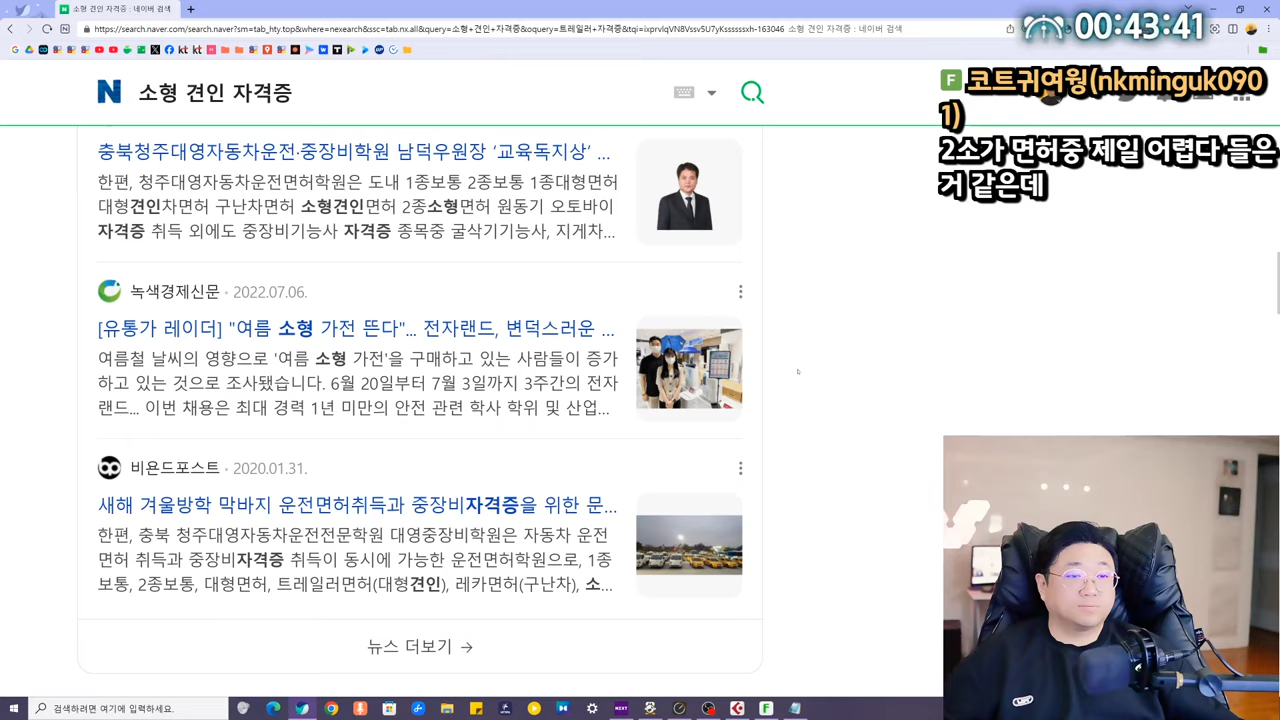 소형 견인 자격증 : 네이버 검색
https://search.naver.com/search.naver?sm=tab_hty.top&where=nexearch&ssc=tab.nx.all&query=소형+견인+자격증&oquery=트레일러+자격증&tqi=ixprvlqVN8Vssv5U7yKssssssxh-163046 소형 견인 자격증 : 네이버 검색
00:43:41
소형 견인 자격증
F 코트귀여웡(nkminguk090
1)
2소가 면허중 제일 어렵다 들은
거 같은데
충북청주대영자동차운전·중장비학원 남덕우원장 ‘교육독지상’ ...
한편, 청주대영자동차운전면허학원은 도내 1종보통 2종보통 1종대형면허
대형견인차면허 구난차면허 소형견인면허 2종소형면허 원동기 오토바이
자격증 취득 외에도 중장비기능사 자격증 종목중 굴삭기기능사, 지게차...
녹색경제신문 · 2022.07.06.
[유통가 레이더] "여름 소형 가전 뜬다"... 전자랜드, 변덕스러운 ...
여름철 날씨의 영향으로 '여름 소형 가전'을 구매하고 있는 사람들이 증가
하고 있는 것으로 조사됐습니다. 6월 20일부터 7월 3일까지 3주간의 전자
랜드... 이번 채용은 최대 경력 1년 미만의 안전 관련 학사 학위 및 산업...
비욘드포스트 · 2020.01.31.
새해 겨울방학 막바지 운전면허취득과 중장비자격증을 위한 문...
한편, 충북 청주대영자동차운전전문학원 대영중장비학원은 자동차 운전
면허 취득과 중장비자격증 취득이 동시에 가능한 운전면허학원으로, 1종
보통, 2종보통, 대형면허, 트레일러면허(대형견인), 레카면허(구난차), 소...
뉴스 더보기 →
검색하려면 여기에 입력하세요.
NEXT